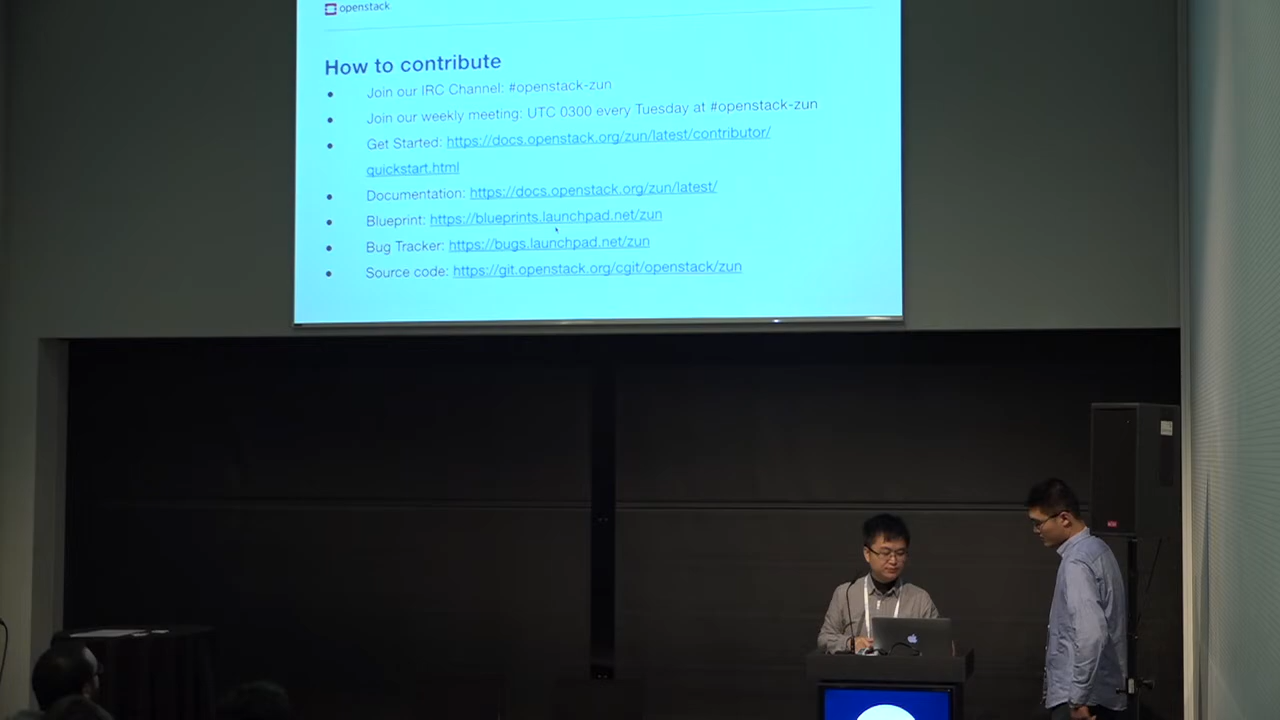 openstack
How to contribute
• Join our IRC Channel: #openstack-zun
• Join our weekly meeting: UTC 0300 every Tuesday at #openstack-zun
• Get Started: https://docs.openstack.org/zun/latest/contributor/
quickstart.html
• Documentation: https://docs.openstack.org/zun/latest/
• Blueprint: https://blueprints.launchpad.net/zun
• Bug Tracker: https://bugs.launchpad.net/zun
• Source code: https://git.openstack.org/cgit/openstack/zun